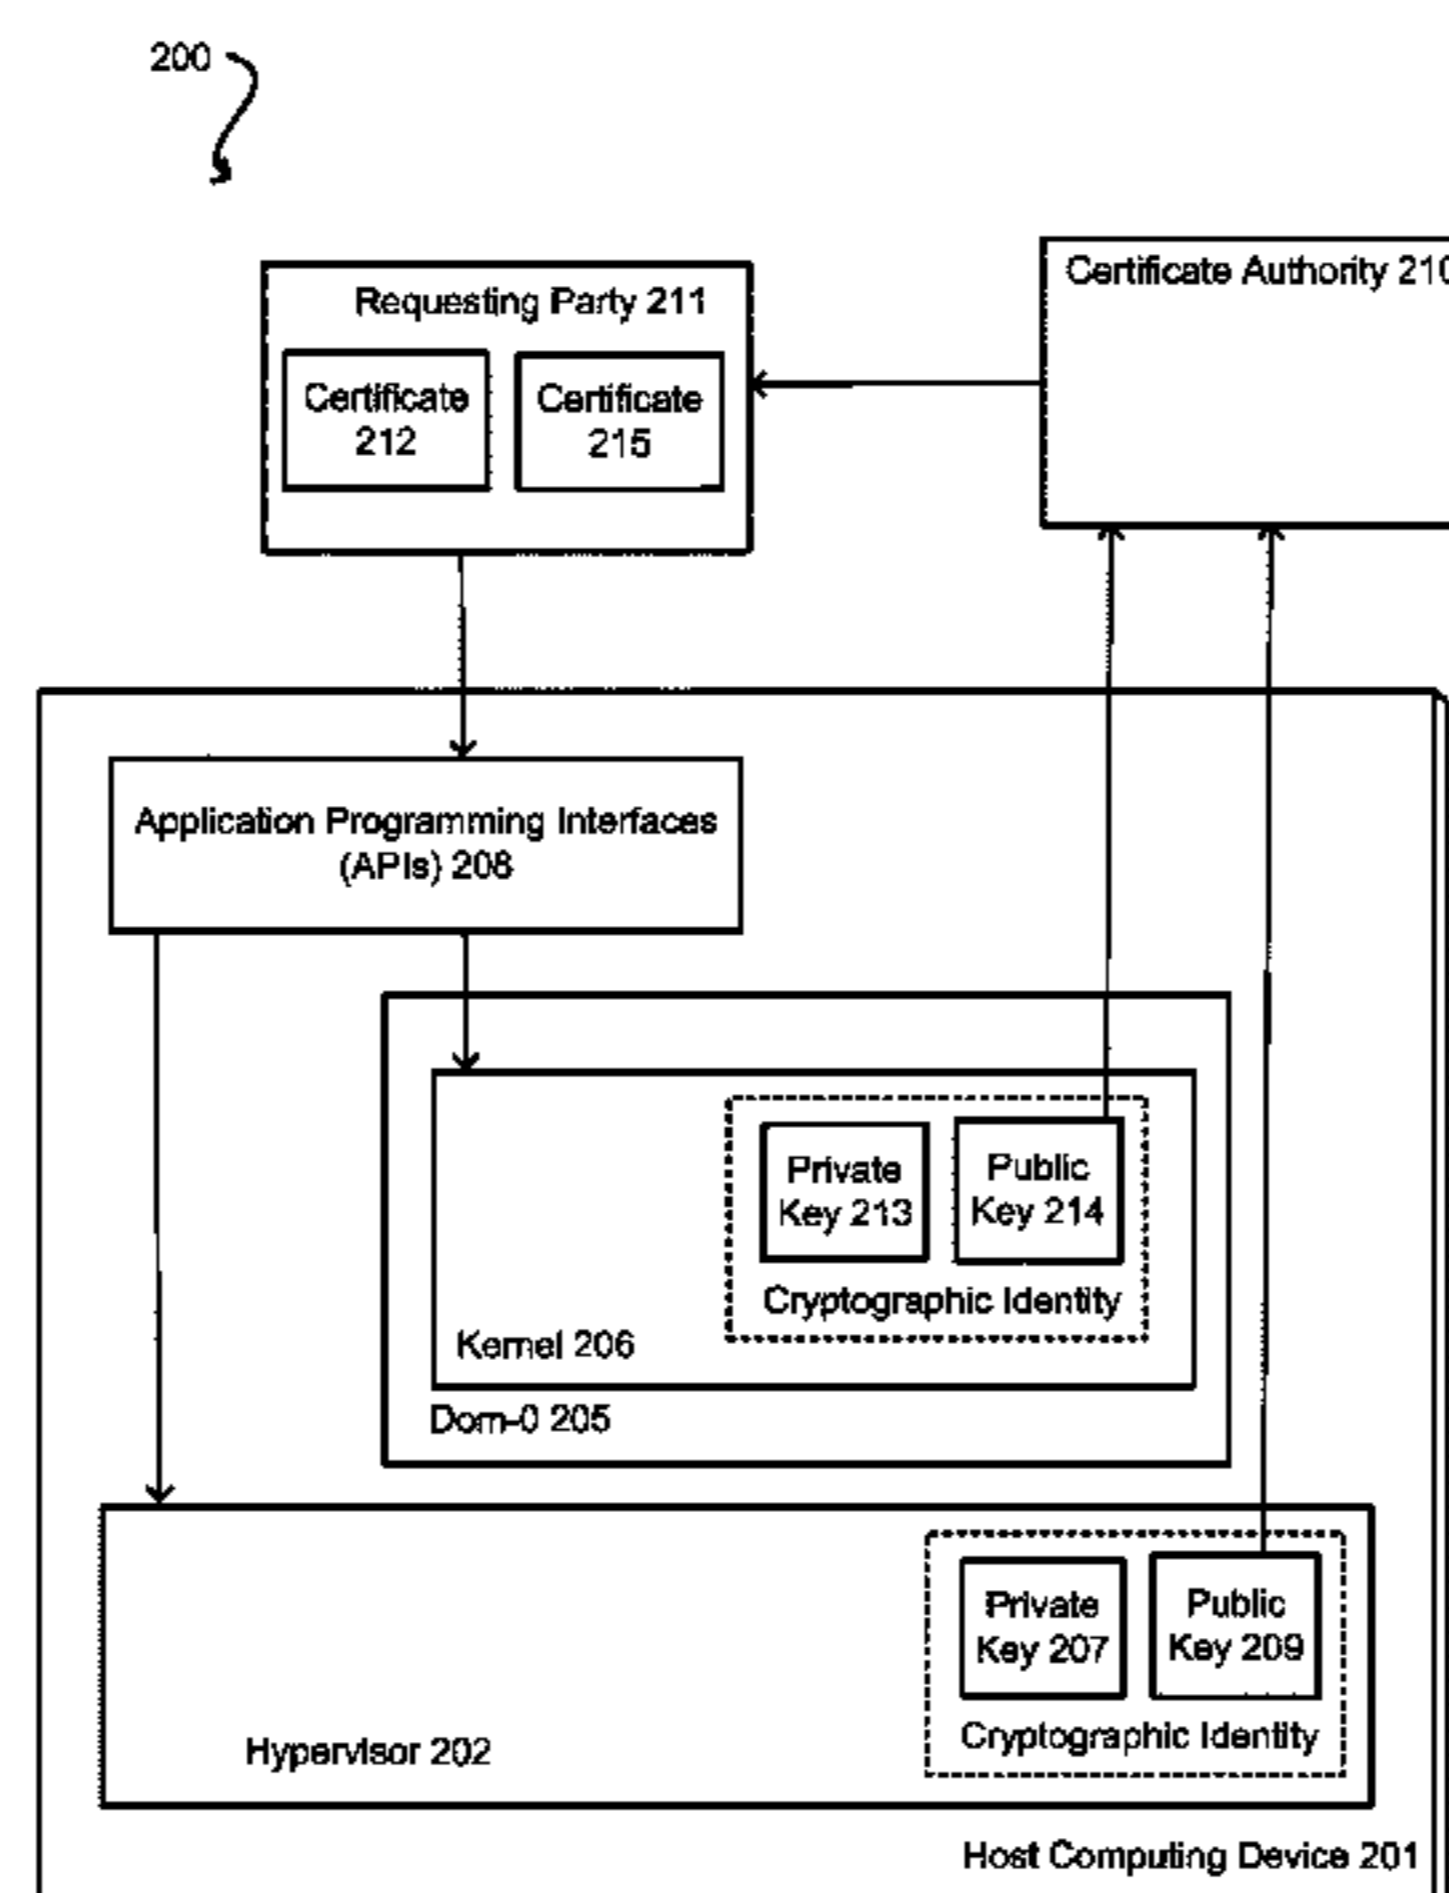 200
Requesting Party 211
Certificate
212
Certificate
215
Certificate Authority 210
Application Programming Interfaces
(APIs) 208
Private
Key 213
Public
Key 214
Cryptographic Identity
Kernel 206
Dom-0 205
Private
Key 207
Public
Key 209
Cryptographic Identity
Hypervisor 202
Host Computing Device 201